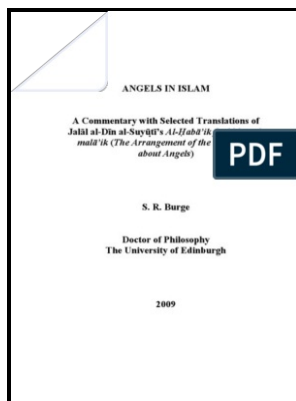 ANGELS IN ISLAM
A Commentary with Selected Translations of
Jalāl al-Dīn al-Suyūṭī's Al-Ḥabā'ik
malā'ik (The Arrangement of the
about Angels)
PDF
S. R. Burge
Doctor of Philosophy
The University of Edinburgh
2009